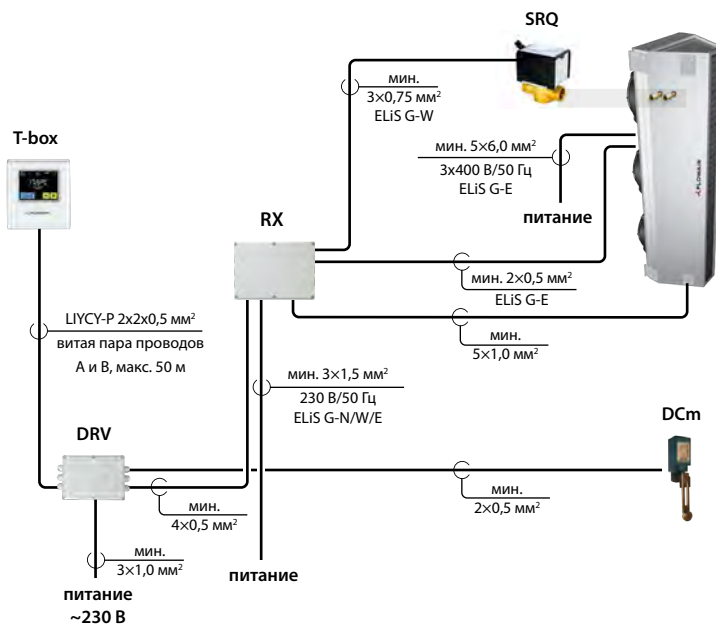 SRQ
мин.
3×0,75 мм²
ELiS G-W
T-box
мин. 5×6,0 мм²
3x400 В/50 Гц
ELiS G-E
питание
FLOWAIR
RX
мин. 2×0,5 мм²
ELiS G-E
LIYCY-P 2x2x0,5 мм²
витая пара проводов
А и В, макс. 50 м
мин.
5×1,0 мм²
мин. 3×1,5 мм²
230 В/50 Гц
ELiS G-N/W/E
DCm
DRV
мин.
4×0,5 мм²
мин.
2×0,5 мм²
мин.
3×1,0 мм²
питание
питание
~230 В